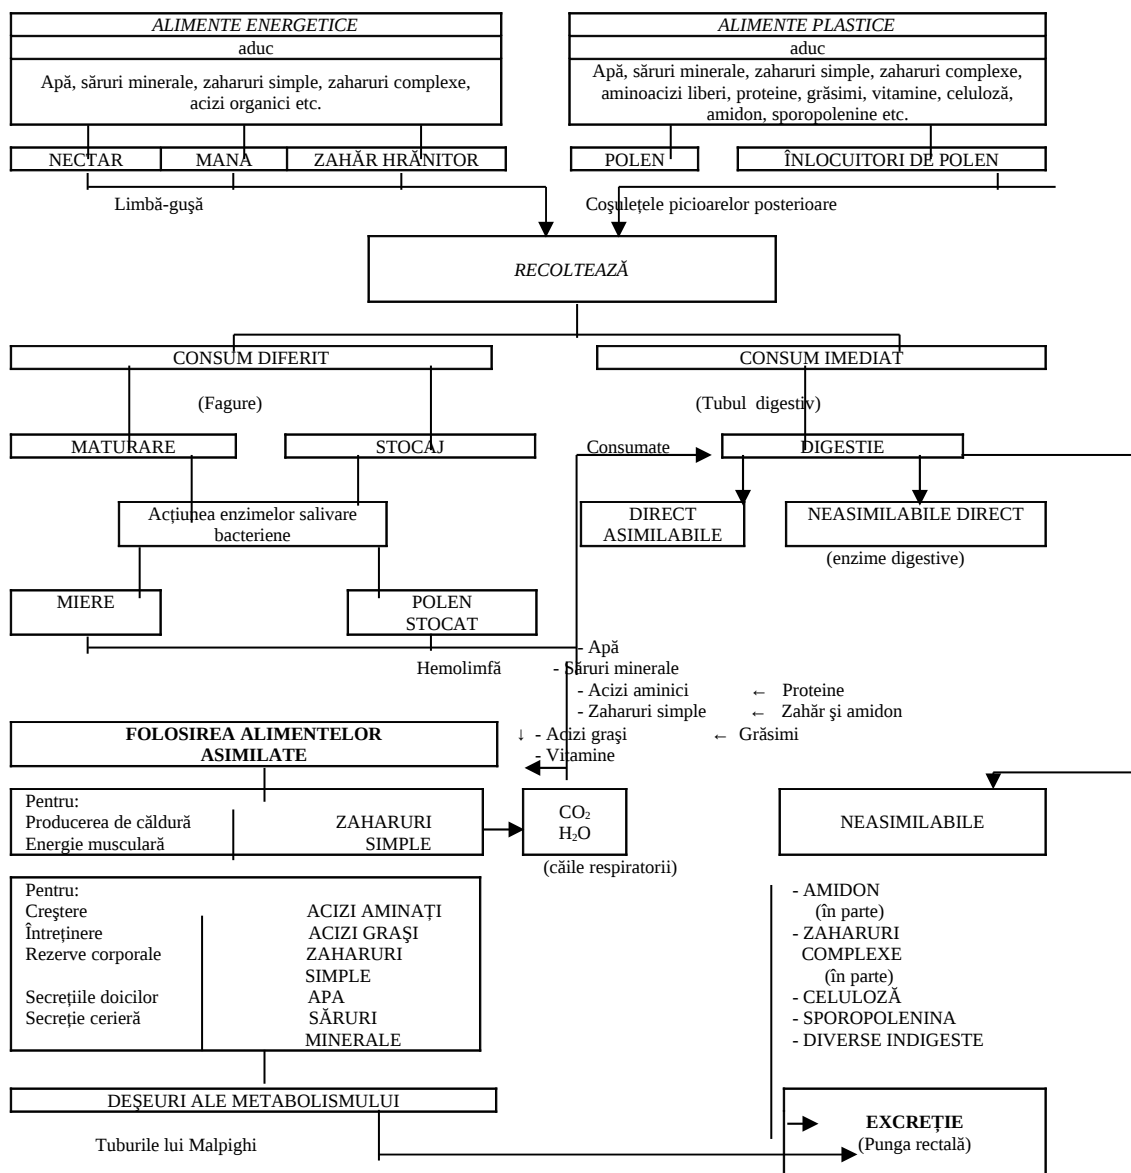 ALIMENTE ENERGETICE
aduc
Apă, săruri minerale, zaharuri simple, zaharuri complexe,
acizi organici etc.
ALIMENTE PLASTICE
aduc
Apă, săruri minerale, zaharuri simple, zaharuri complexe,
aminoacizi liberi, proteine, grăsimi, vitamine, celuloză,
amidon, sporopolenine etc.
NECTAR
MANĂ
ZAHĂR HRĂNITOR
POLEN
ÎNLOCUITORI DE POLEN
Limbă-guşă
Coşuleţele picioarelor posterioare
RECOLTEAZĂ
CONSUM DIFERIT
CONSUM IMEDIAT
(Fagure)
(Tubul digestiv)
MATURARE
STOCAJ
Consumate
DIGESTIE
Acţiunea enzimelor salivare
bacteriene
DIRECT
ASIMILABILE
NEASIMILABILE DIRECT
(enzime digestive)
MIERE
POLEN
STOCAT
- Apă
Hemolimfă - Săruri minerale
- Acizi aminici ← Proteine
- Zaharuri simple ← Zahăr şi amidon
↓ - Acizi graşi ← Grăsimi
- Vitamine
FOLOSIREA ALIMENTELOR
ASIMILATE
Pentru:
Producerea de căldură ZAHARURI
Energie musculară SIMPLE
CO₂
H₂O
(căile respiratorii)
NEASIMILABILE
Pentru:
Creştere ACIZI AMINAŢI
Întreţinere ACIZI GRAŞI
Rezerve corporale ZAHARURI
SIMPLE
Secreţiile doicilor APA
Secreţie cerieră SĂRURI
MINERALE
- AMIDON
(în parte)
- ZAHARURI
COMPLEXE
(în parte)
- CELULOZĂ
- SPOROPOLENINA
- DIVERSE INDIGESTE
DEŞEURI ALE METABOLISMULUI
Tuburile lui Malpighi
EXCREŢIE
(Punga rectală)